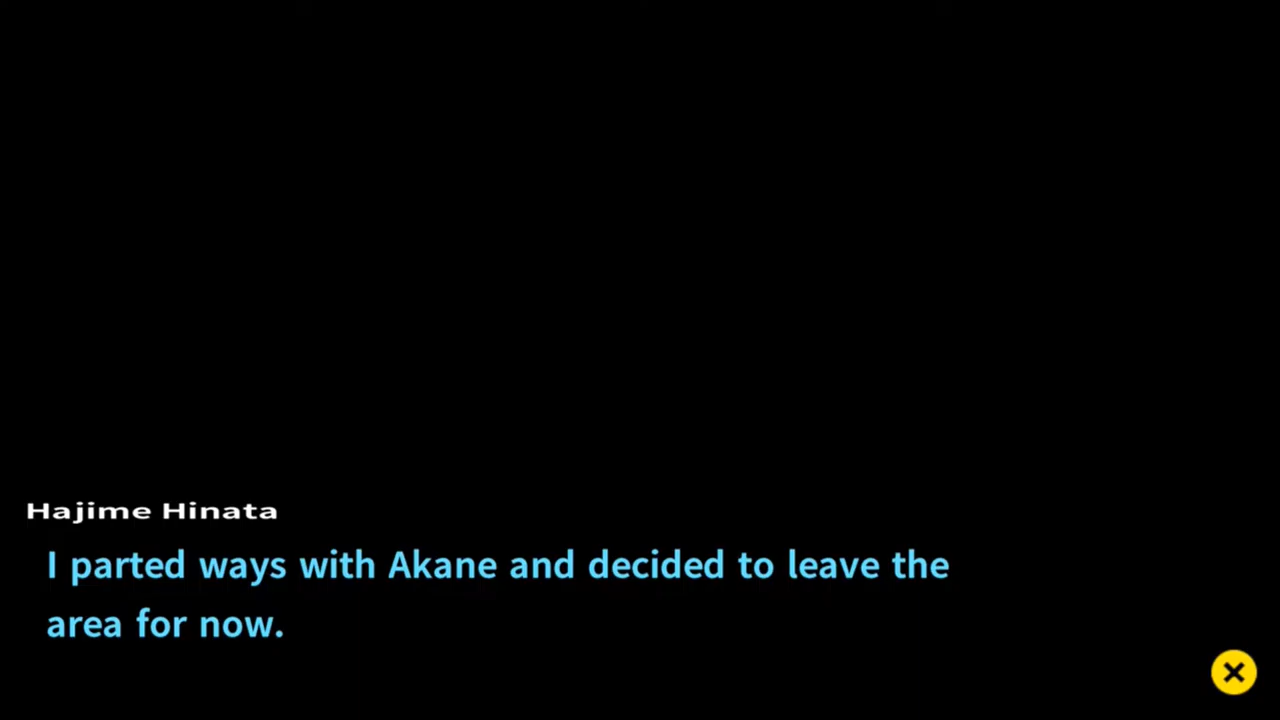 Hajime Hinata
I parted ways with Akane and decided to leave the
area for now.